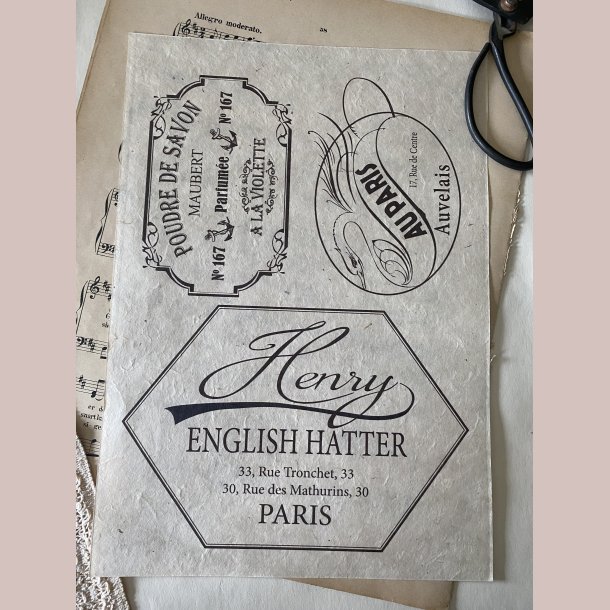 Allegro moderato.
38
POUDRE DE SAVON
MAUBERT
Nº 167 Parfumée Nº 167
A LA VIOLETTE
AU PARIS
17, Rue de Centre
Auvelais
Henry
ENGLISH HATTER
33, Rue Tronchet, 33
30, Rue des Mathurins, 30
PARIS